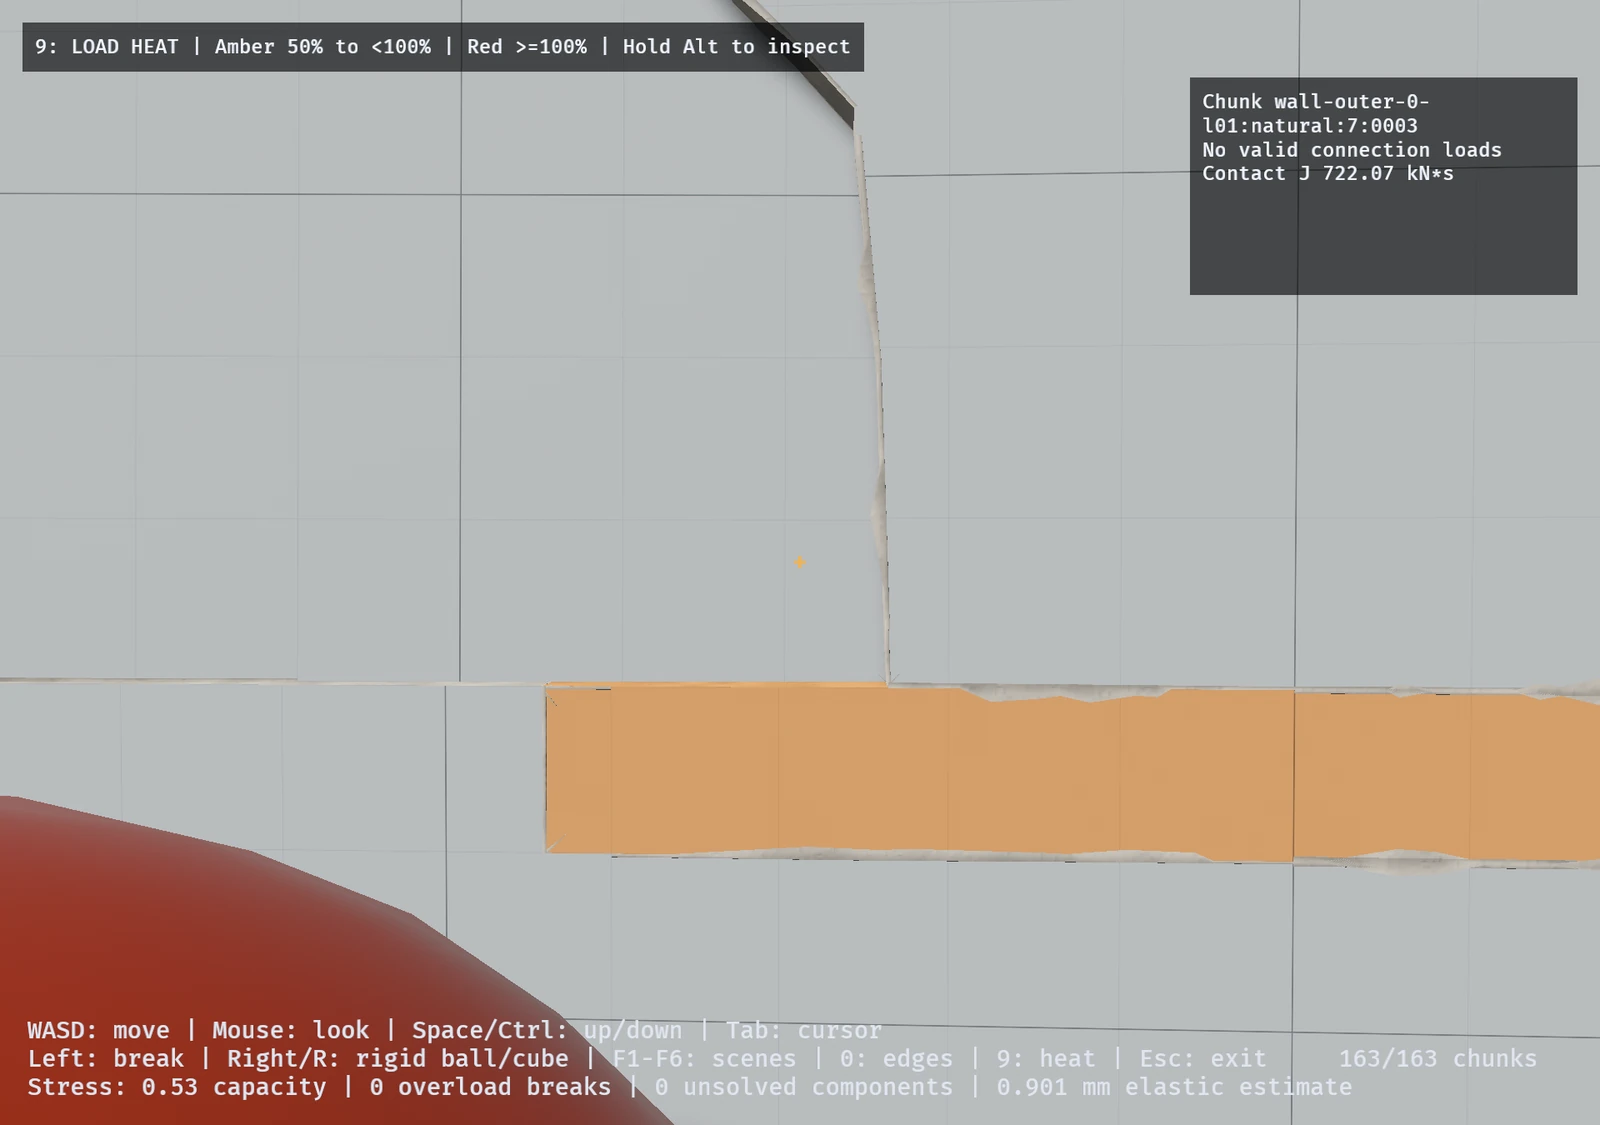 9: LOAD HEAT | Amber 50% to <100% | Red >=100% | Hold Alt to inspect
Chunk wall-outer-0-
l01:natural:7:0003
No valid connection loads
Contact J 722.07 kN*s
WASD: move | Mouse: look | Space/Ctrl: up/down | Tab: cursor
Left: break | Right/R: rigid ball/cube | F1-F6: scenes | 0: edges | 9: heat | Esc: exit 163/163 chunks
Stress: 0.53 capacity | 0 overload breaks | 0 unsolved components | 0.901 mm elastic estimate